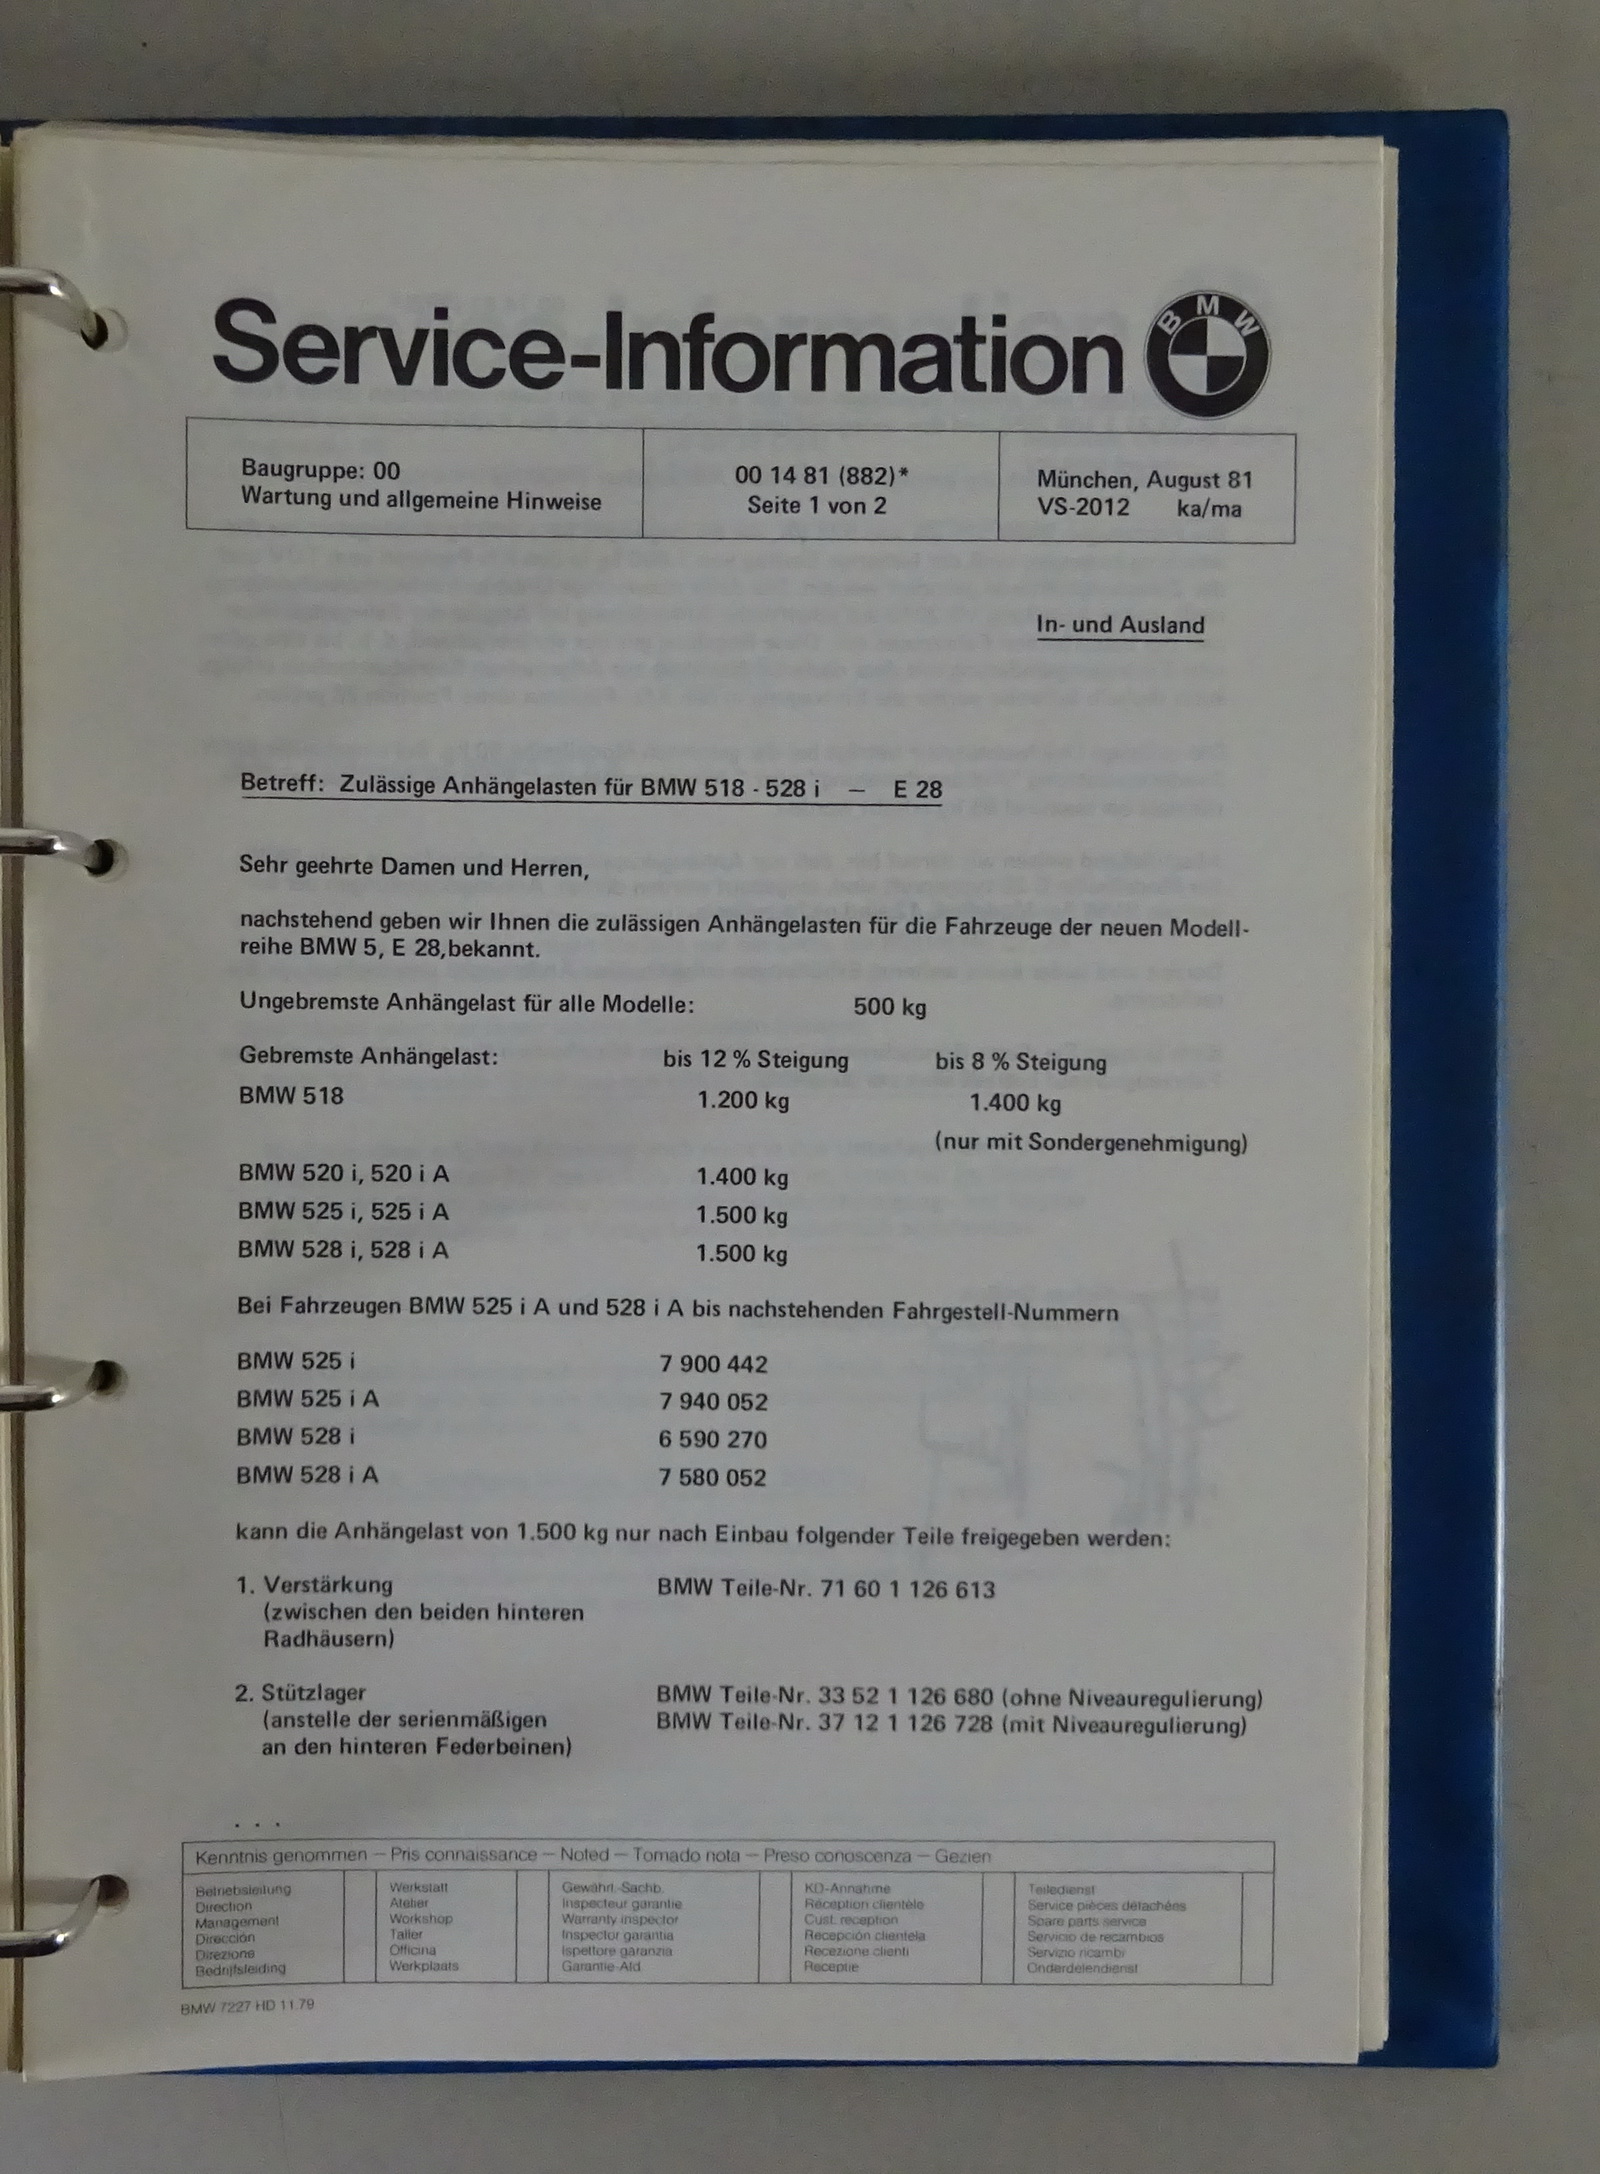 Service-Information
BMW
Baugruppe: 00
Wartung und allgemeine Hinweise
00 14 81 (882)*
Seite 1 von 2
München, August 81
VS-2012 ka/ma
In- und Ausland
Betreff: Zulässige Anhängelasten für BMW 518 - 528 i — E 28
Sehr geehrte Damen und Herren,
nachstehend geben wir Ihnen die zulässigen Anhängelasten für die Fahrzeuge der neuen Modell-
reihe BMW 5, E 28,bekannt.
Ungebremste Anhängelast für alle Modelle: 500 kg
Gebremste Anhängelast: bis 12 % Steigung bis 8 % Steigung
BMW 518 1.200 kg 1.400 kg
(nur mit Sondergenehmigung)
BMW 520 i, 520 i A 1.400 kg
BMW 525 i, 525 i A 1.500 kg
BMW 528 i, 528 i A 1.500 kg
Bei Fahrzeugen BMW 525 i A und 528 i A bis nachstehenden Fahrgestell-Nummern
BMW 525 i 7 900 442
BMW 525 i A 7 940 052
BMW 528 i 6 590 270
BMW 528 i A 7 580 052
kann die Anhängelast von 1.500 kg nur nach Einbau folgender Teile freigegeben werden:
1. Verstärkung BMW Teile-Nr. 71 60 1 126 613
(zwischen den beiden hinteren
Radhäusern)
2. Stützlager BMW Teile-Nr. 33 52 1 126 680 (ohne Niveauregulierung)
(anstelle der serienmäßigen BMW Teile-Nr. 37 12 1 126 728 (mit Niveauregulierung)
an den hinteren Federbeinen)
. . .
Kenntnis genommen — Pris connaissance — Noted — Tomado nota — Preso conoscenza — Gezien
Betriebsleitung
Direction
Management
Dirección
Direzione
Bedrijfsleiding
Werkstatt
Atelier
Workshop
Taller
Officina
Werkplaats
Gewährl.-Sachb.
Inspecteur garantie
Warranty inspector
Inspector garantia
Ispettore garanzia
Garantie-Ald
KD-Annahme
Réception clientèle
Cust. reception
Recepción clientela
Recezione clienti
Receptie
Teiledienst
Service pièces détachées
Spare parts service
Servicio de recambios
Servizio ricambi
Onderdelendienst
BMW 7227 HD 11.79